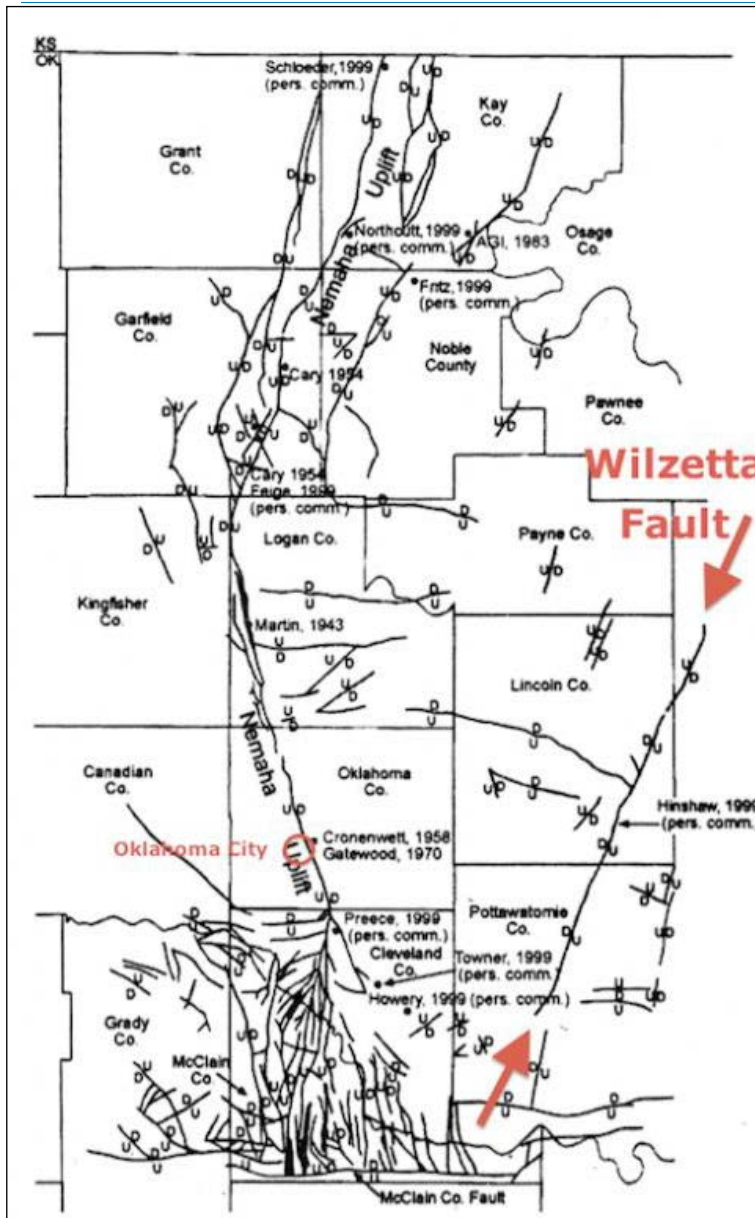 KS
OK
Schloeder, 1999
(pers. comm.)
Kay
Co.
Grant
Co.
Uplift
Northcutt, 1999
(pers. comm.)
AGI, 1983
Osage
Co.
Nemaha
Fritz, 1999
(pers. comm.)
Garfield
Co.
Noble
County
Cary 1954
Pawnee
Co.
Cary 1954
Feige, 1999
(pers. comm.)
Wilzetta
Fault
Logan Co.
Payne Co.
Kingfisher
Co.
Martin, 1943
Lincoln Co.
Nemaha
Canadian
Co.
Oklahoma
Co.
Hinshaw, 1999
(pers. comm.
Oklahoma City
Cronenwett, 1958
Gatewood, 1970
Uplift
Preece, 1999
(pers. comm.)
Pottawatomie
Co.
Cleveland
Co.
Towner, 1999
(pers. comm.)
Howery, 1999 (pers. comm.)
Grady
Co.
McClain
Co.
McClain Co. Fault